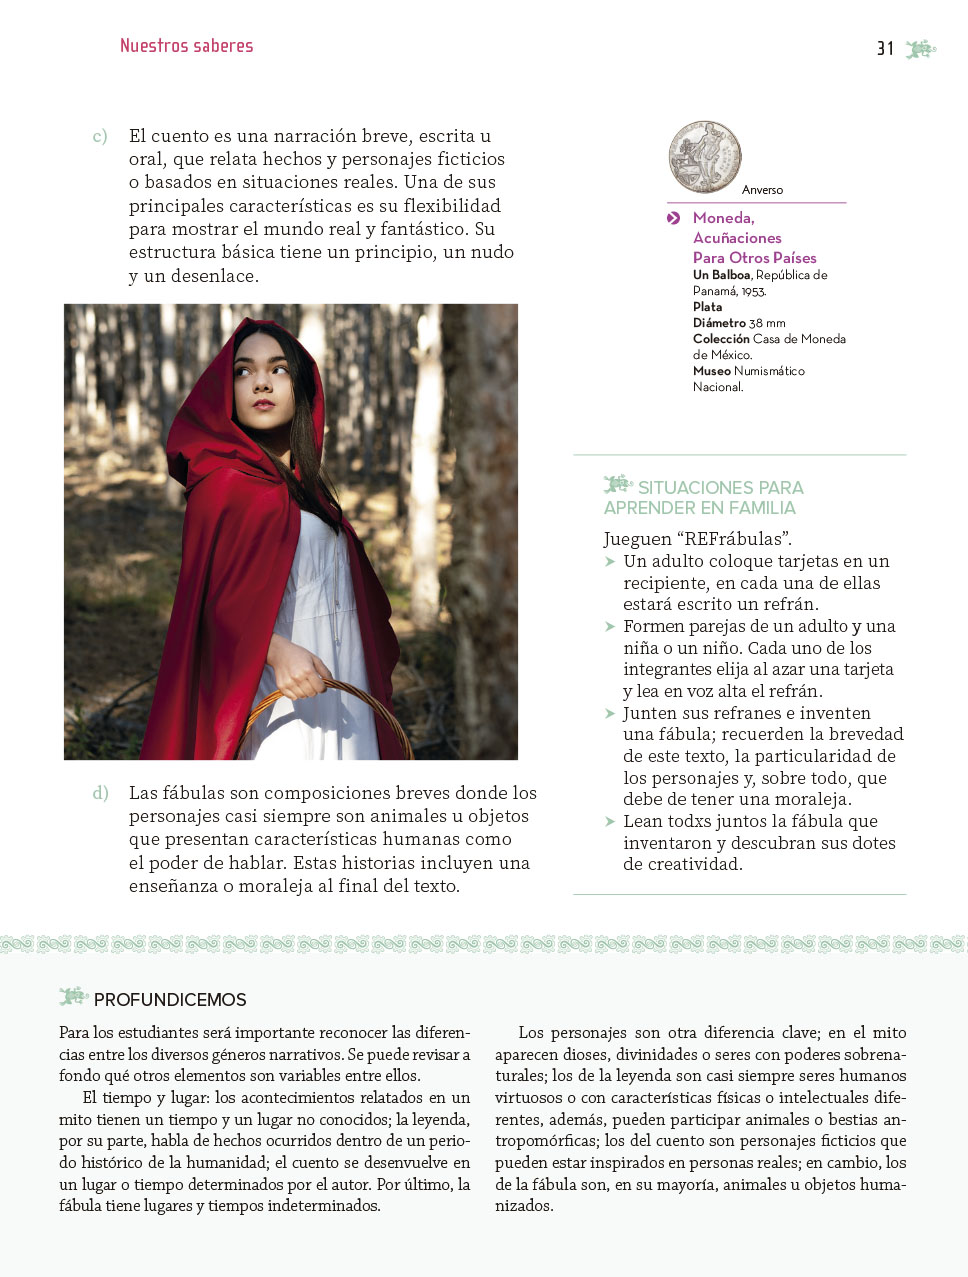 Nuestros saberes
31
c) El cuento es una narración breve, escrita u
oral, que relata hechos y personajes ficticios
o basados en situaciones reales. Una de sus
principales características es su flexibilidad
para mostrar el mundo real y fantástico. Su
estructura básica tiene un principio, un nudo
y un desenlace.
d) Las fábulas son composiciones breves donde los
personajes casi siempre son animales u objetos
que presentan características humanas como
el poder de hablar. Estas historias incluyen una
enseñanza o moraleja al final del texto.
Anverso
Moneda,
Acuñaciones
Para Otros Países
Un Balboa, República de
Panamá, 1953.
Plata
Diámetro 38 mm
Colección Casa de Moneda
de México.
Museo Numismático
Nacional.
SITUACIONES PARA
APRENDER EN FAMILIA
Jueguen “REFrábulas”.
Un adulto coloque tarjetas en un
recipiente, en cada una de ellas
estará escrito un refrán.
Formen parejas de un adulto y una
niña o un niño. Cada uno de los
integrantes elija al azar una tarjeta
y lea en voz alta el refrán.
Junten sus refranes e inventen
una fábula; recuerden la brevedad
de este texto, la particularidad de
los personajes y, sobre todo, que
debe de tener una moraleja.
Lean todxs juntos la fábula que
inventaron y descubran sus dotes
de creatividad.
PROFUNDICEMOS
Para los estudiantes será importante reconocer las diferen-
cias entre los diversos géneros narrativos. Se puede revisar a
fondo qué otros elementos son variables entre ellos.
El tiempo y lugar: los acontecimientos relatados en un
mito tienen un tiempo y un lugar no conocidos; la leyenda,
por su parte, habla de hechos ocurridos dentro de un perio-
do histórico de la humanidad; el cuento se desenvuelve en
un lugar o tiempo determinados por el autor. Por último, la
fábula tiene lugares y tiempos indeterminados.
Los personajes son otra diferencia clave; en el mito
aparecen dioses, divinidades o seres con poderes sobrena-
turales; los de la leyenda son casi siempre seres humanos
virtuosos o con características físicas o intelectuales dife-
rentes, además, pueden participar animales o bestias an-
tropomórficas; los del cuento son personajes ficticios que
pueden estar inspirados en personas reales; en cambio, los
de la fábula son, en su mayoría, animales u objetos huma-
nizados.